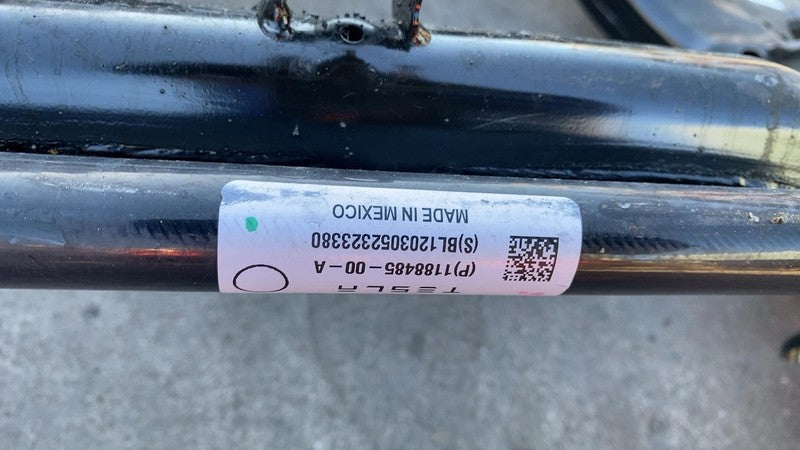 TESLA
(P)1188485-00-A
(S)BL1203052323380
MADE IN MEXICO